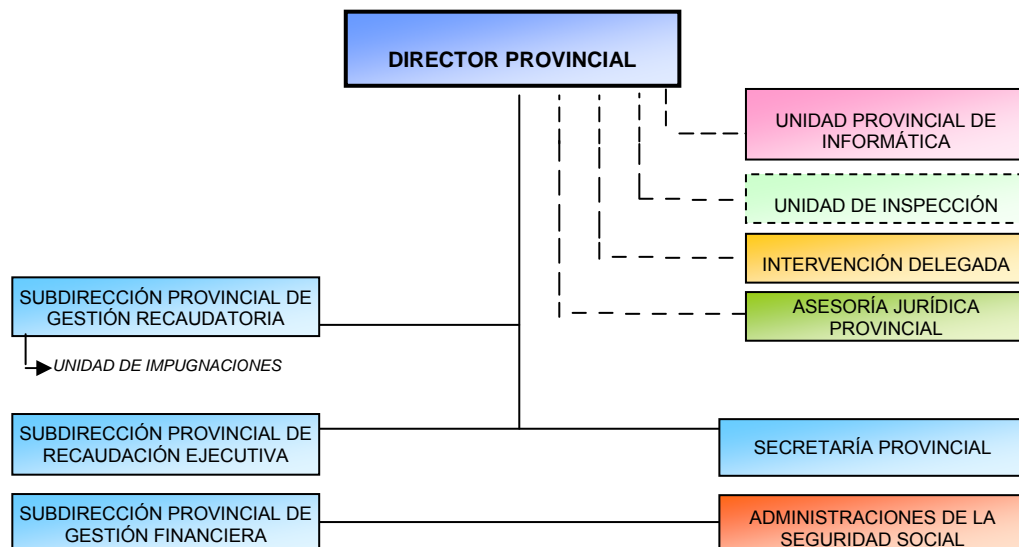 DIRECTOR PROVINCIAL
UNIDAD PROVINCIAL DE
INFORMÁTICA
UNIDAD DE INSPECCIÓN
INTERVENCIÓN DELEGADA
ASESORÍA JURÍDICA
PROVINCIAL
SUBDIRECCIÓN PROVINCIAL DE
GESTIÓN RECAUDATORIA
UNIDAD DE IMPUGNACIONES
SUBDIRECCIÓN PROVINCIAL DE
RECAUDACIÓN EJECUTIVA
SECRETARÍA PROVINCIAL
SUBDIRECCIÓN PROVINCIAL DE
GESTIÓN FINANCIERA
ADMINISTRACIONES DE LA
SEGURIDAD SOCIAL